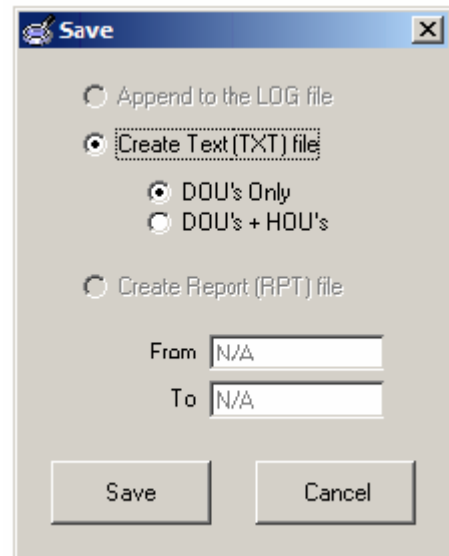 Save
Append to the LOG file
Create Text (TXT) file
DOU's Only
DOU's + HOU's
Create Report (RPT) file
From N/A
To N/A
Save Cancel